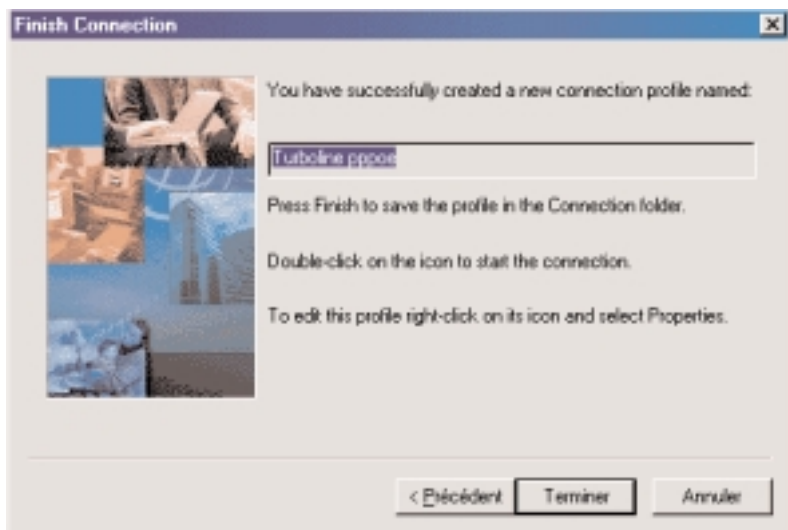 Finish Connection
You have successfully created a new connection profile named:
Turboline pppoe
Press Finish to save the profile in the Connection folder.
Double-click on the icon to start the connection.
To edit this profile right-click on its icon and select Properties.
< Précédent Terminer Annuler